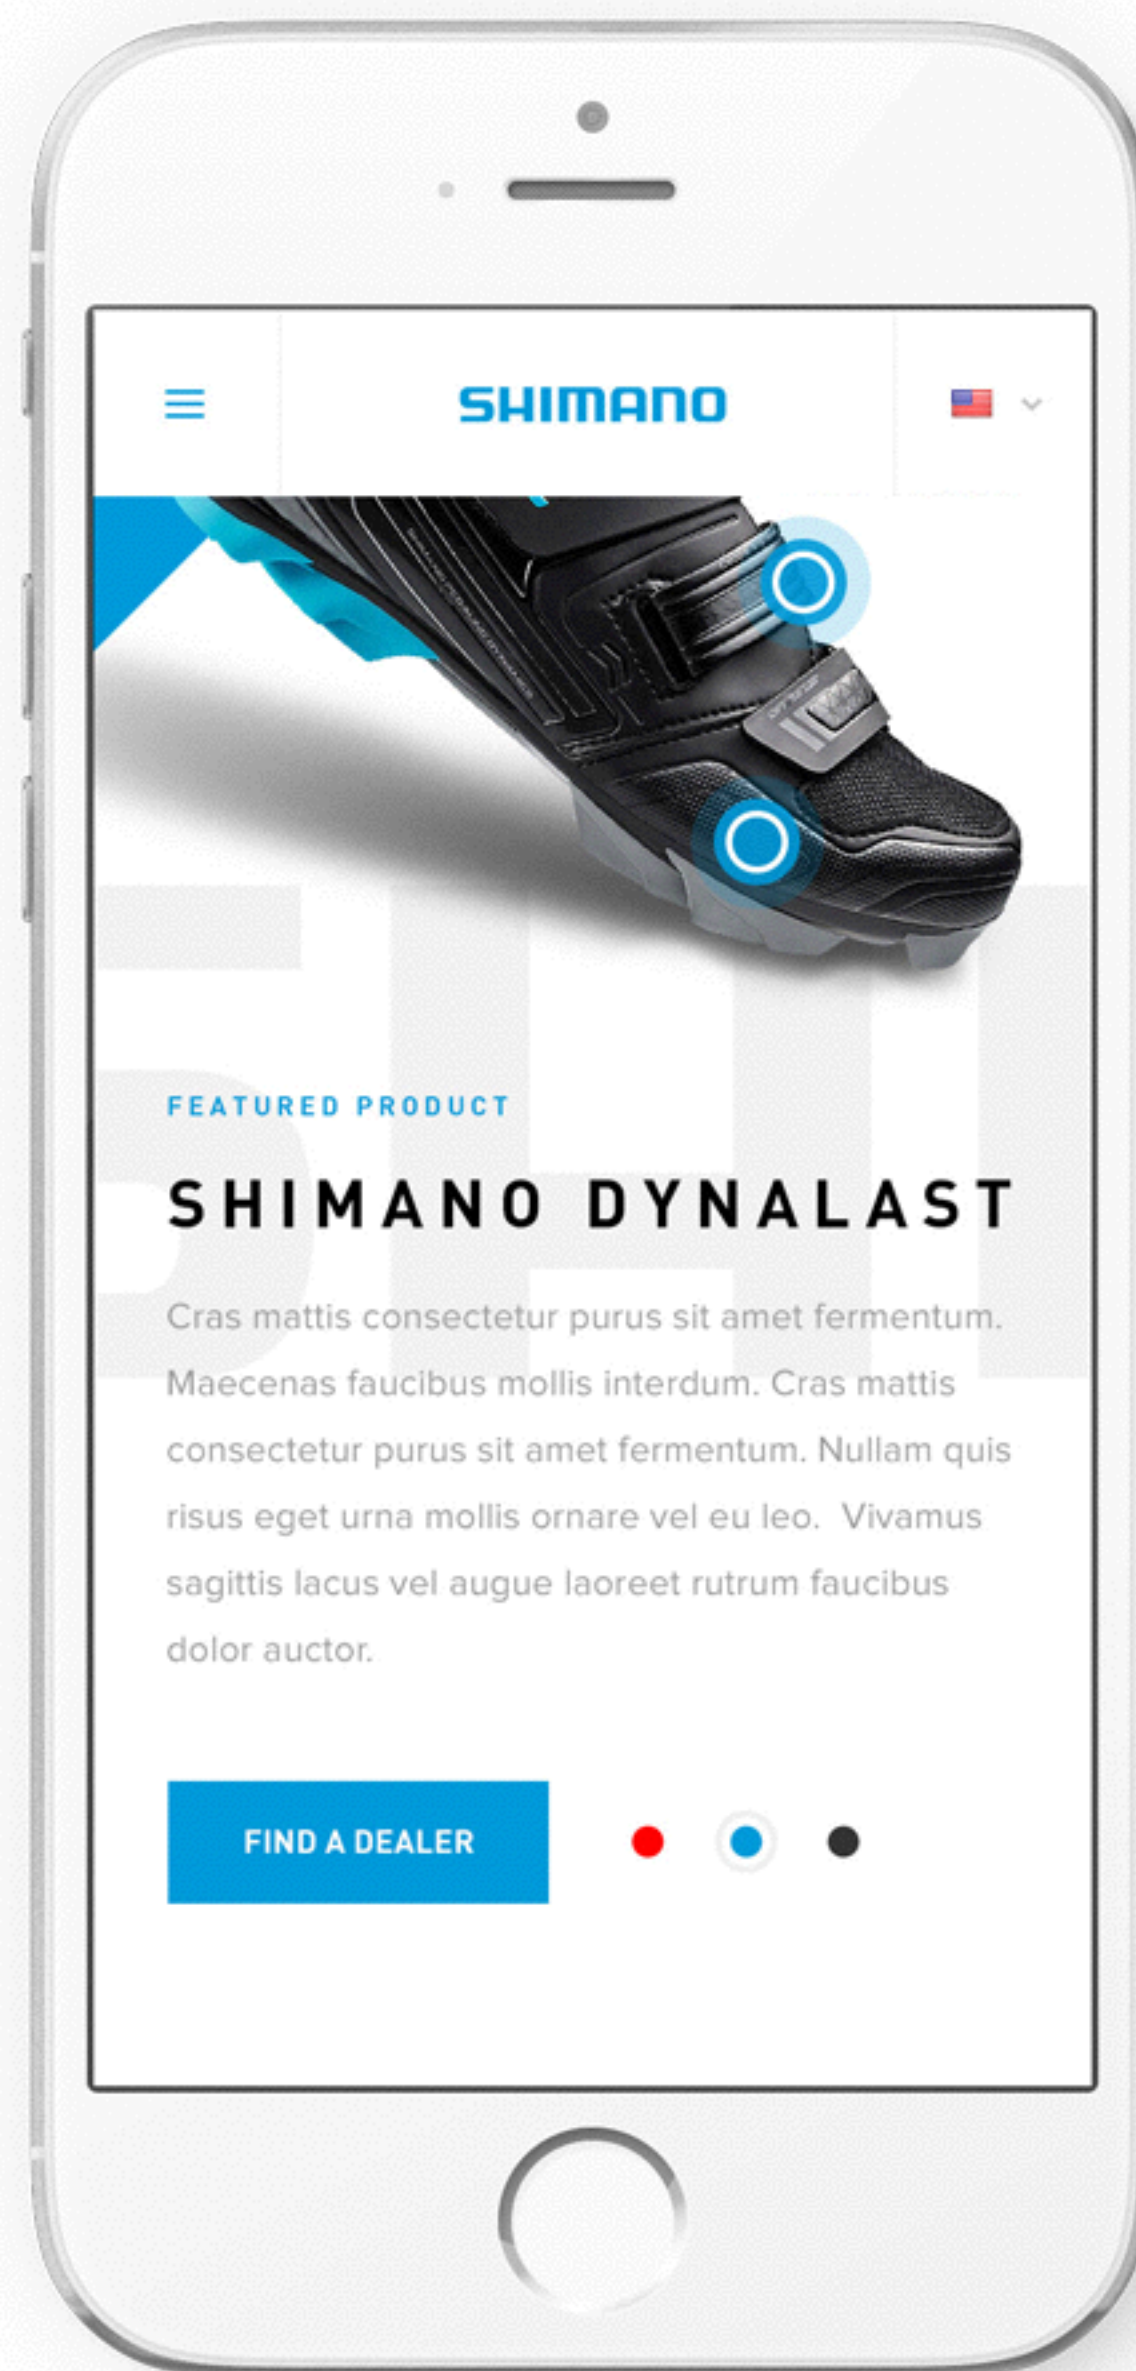 SHIMANO
SHI
FEATURED PRODUCT
SHIMANO DYNALAST
Cras mattis consectetur purus sit amet fermentum.
Maecenas faucibus mollis interdum. Cras mattis
consectetur purus sit amet fermentum. Nullam quis
risus eget urna mollis ornare vel eu leo.  Vivamus
sagittis lacus vel augue laoreet rutrum faucibus
dolor auctor.
FIND A DEALER